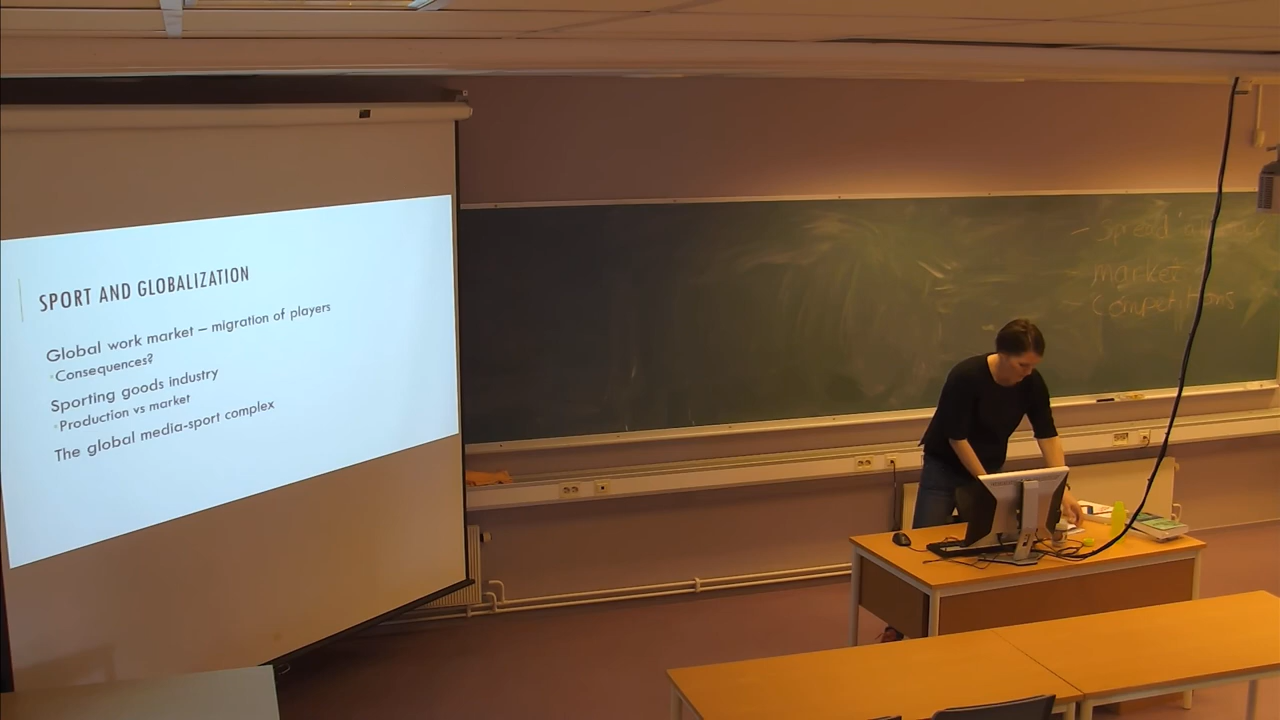 SPORT AND GLOBALIZATION
Global work market – migration of players
Consequences?
Sporting goods industry
Production vs market
The global media-sport complex
- spread
market
- Competitions